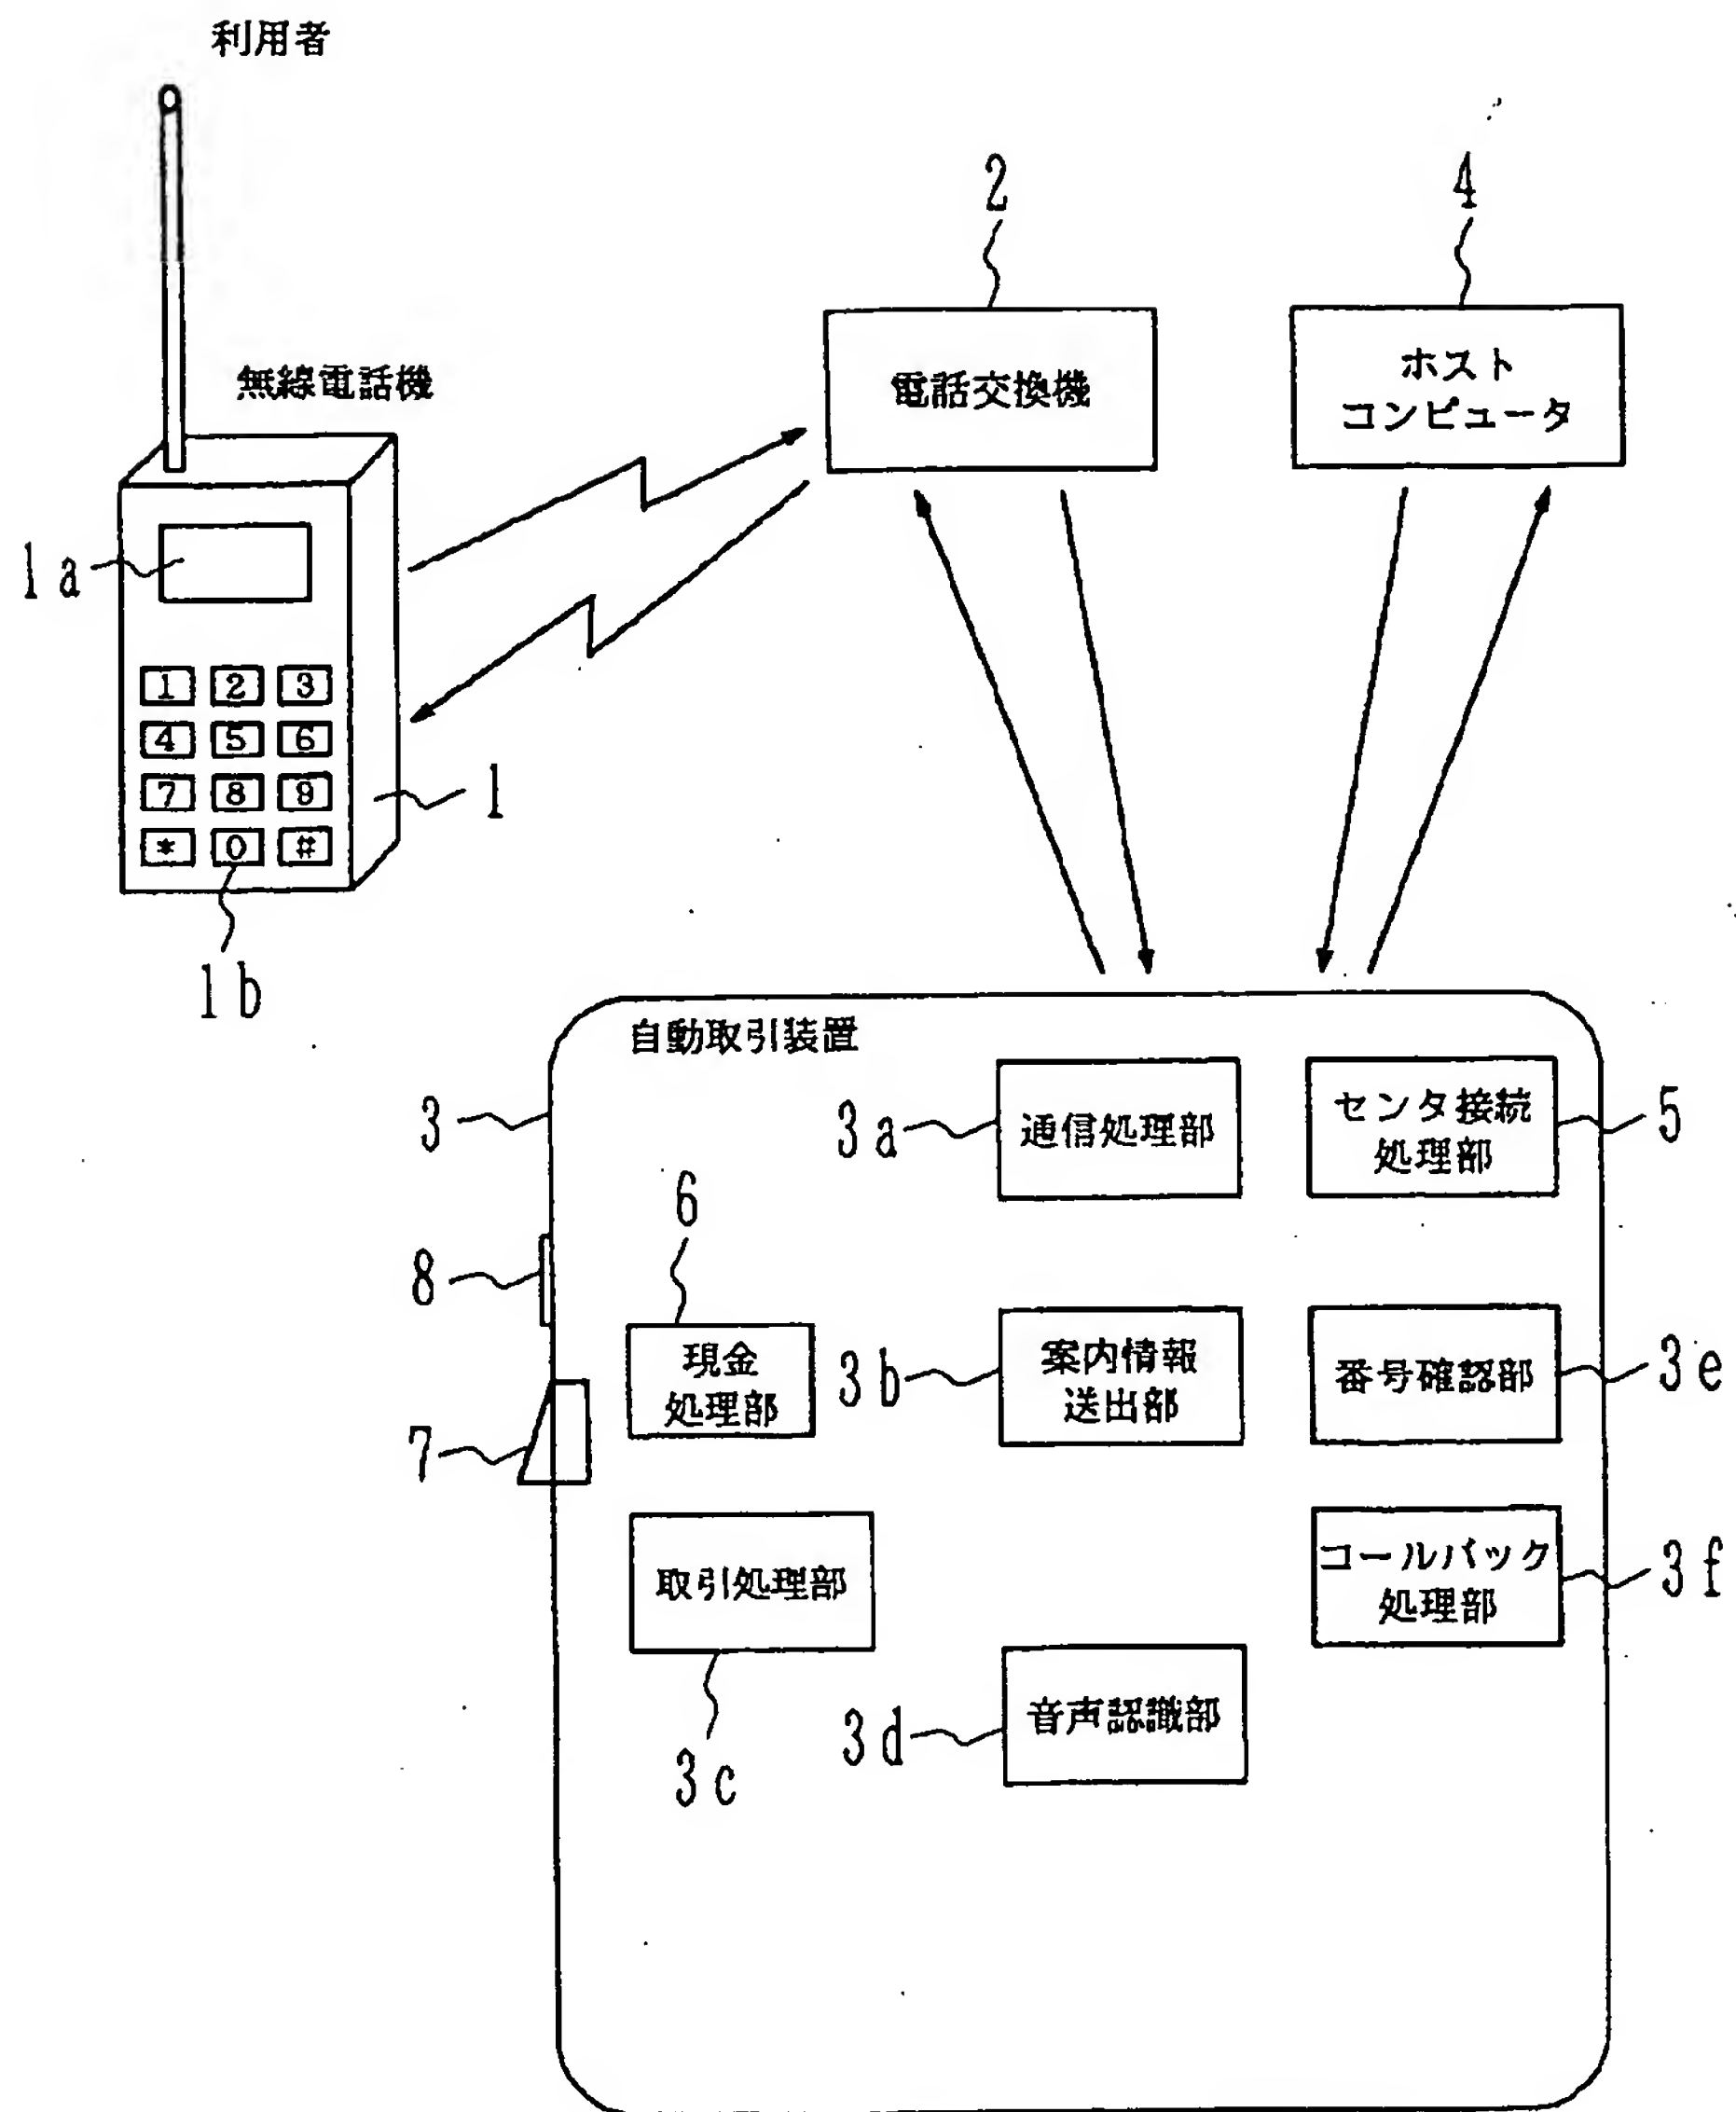 利用者
2
4
無線電話機
電話交換機
ホスト
コンピュータ
1a
1 2 3
4 5 6
7 8 9
* 0 #
1
1b
自動取引装置
3
3a
通信処理部
センタ接続
処理部
5
6
8
現金
処理部
3b
案内情報
送出部
番号確認部
3e
7
取引処理部
コールバック
処理部
3f
3d
音声認識部
3c